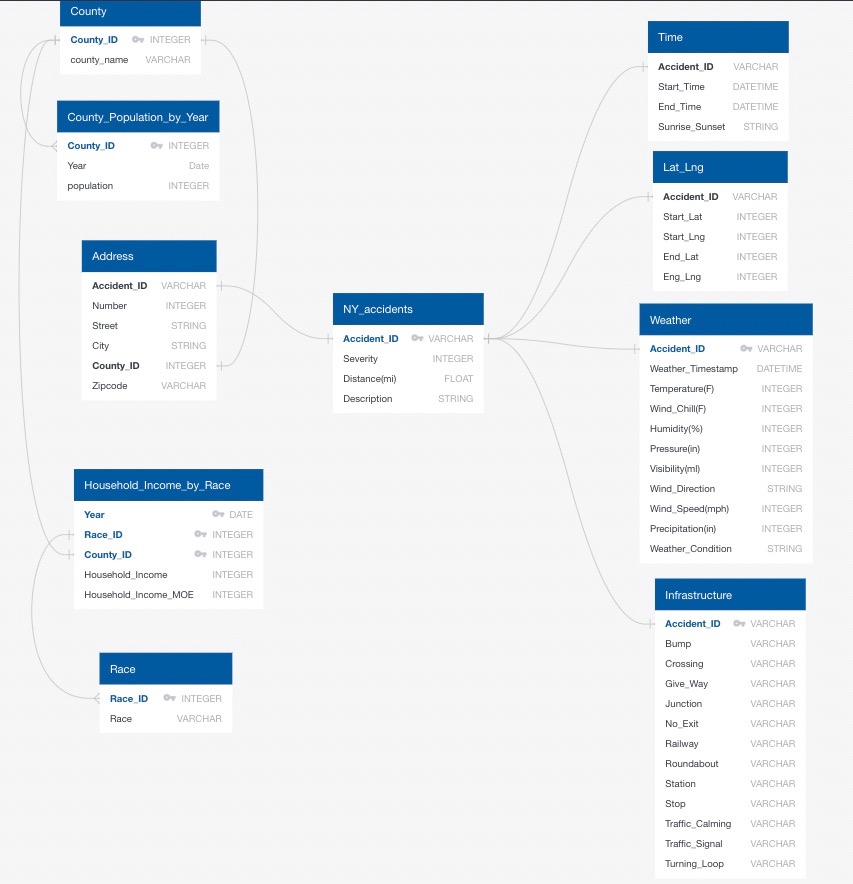 County
County_ID INTEGER
county_name VARCHAR
County_Population_by_Year
County_ID INTEGER
Year Date
population INTEGER
Address
Accident_ID VARCHAR
Number INTEGER
Street STRING
City STRING
County_ID INTEGER
Zipcode VARCHAR
Household_Income_by_Race
Year DATE
Race_ID INTEGER
County_ID INTEGER
Household_Income INTEGER
Household_Income_MOE INTEGER
Race
Race_ID INTEGER
Race VARCHAR
NY_accidents
Accident_ID VARCHAR
Severity INTEGER
Distance(mi) FLOAT
Description STRING
Time
Accident_ID VARCHAR
Start_Time DATETIME
End_Time DATETIME
Sunrise_Sunset STRING
Lat_Lng
Accident_ID VARCHAR
Start_Lat INTEGER
Start_Lng INTEGER
End_Lat INTEGER
Eng_Lng INTEGER
Weather
Accident_ID VARCHAR
Weather_Timestamp DATETIME
Temperature(F) INTEGER
Wind_Chill(F) INTEGER
Humidity(%) INTEGER
Pressure(in) INTEGER
Visibility(ml) INTEGER
Wind_Direction STRING
Wind_Speed(mph) INTEGER
Precipitation(in) INTEGER
Weather_Condition STRING
Infrastructure
Accident_ID VARCHAR
Bump VARCHAR
Crossing VARCHAR
Give_Way VARCHAR
Junction VARCHAR
No_Exit VARCHAR
Railway VARCHAR
Roundabout VARCHAR
Station VARCHAR
Stop VARCHAR
Traffic_Calming VARCHAR
Traffic_Signal VARCHAR
Turning_Loop VARCHAR